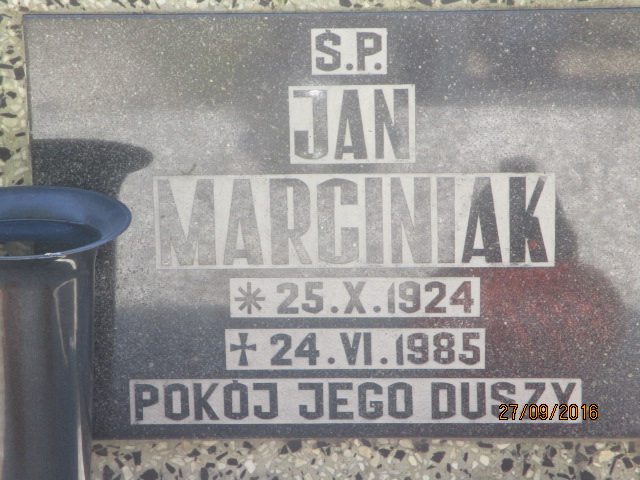 Ś.P.
JAN
MARCINIAK
* 25.X.1924
✝ 24.VI.1985
POKÓJ JEGO DUSZY
27/09/2016